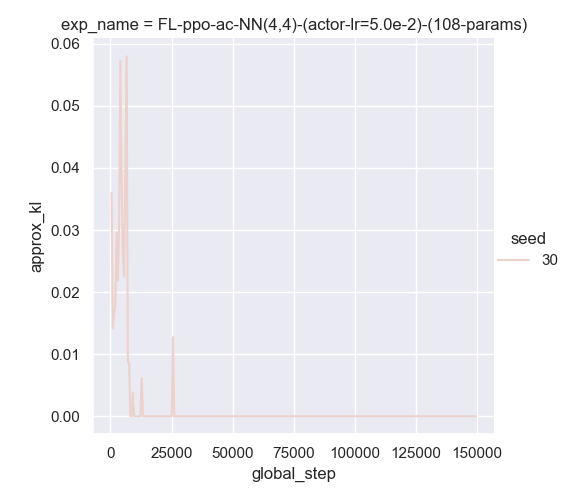 exp_name = FL-ppo-ac-NN(4,4)-(actor-lr=5.0e-2)-(108-params)
0.06
0.05
0.04
0.03
0.02
0.01
0.00
approx_kl
0 25000 50000 75000 100000 125000 150000
global_step
seed
30